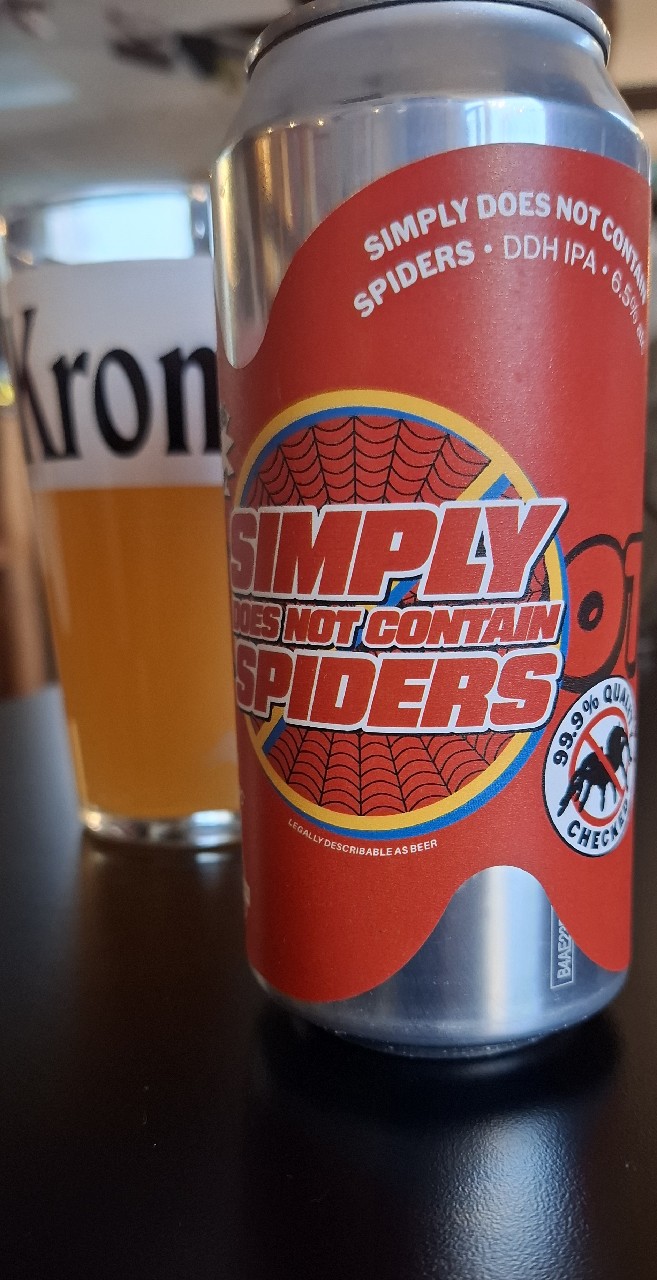 SIMPLY DOES NOT CONTAIN
SPIDERS • DDH IPA • 6.5%
Kron
SIMPLY
DOES NOT CONTAIN
SPIDERS
LEGALLY DESCRIBABLE AS BEER
99.9% QUALITY
CHECKED